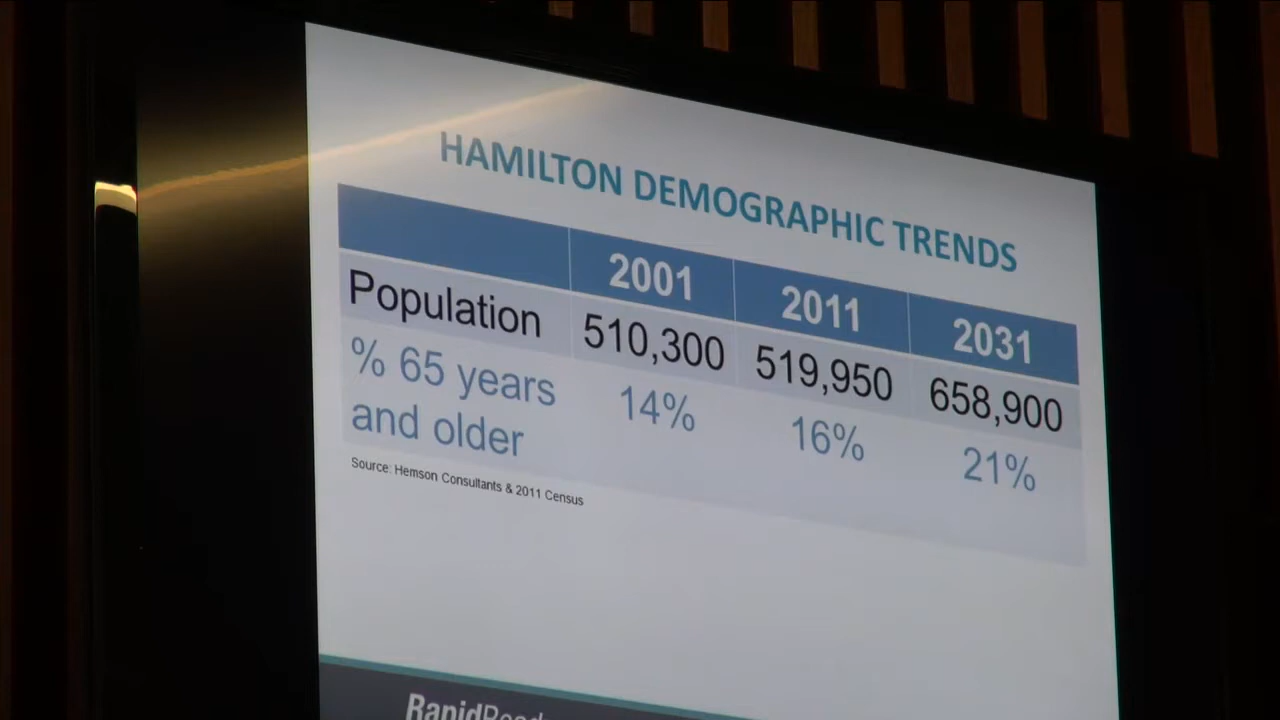 HAMILTON DEMOGRAPHIC TRENDS
2001 2011 2031
Population 510,300 519,950 658,900
% 65 years
and older 14% 16% 21%
Source: Hemson Consultants & 2011 Census